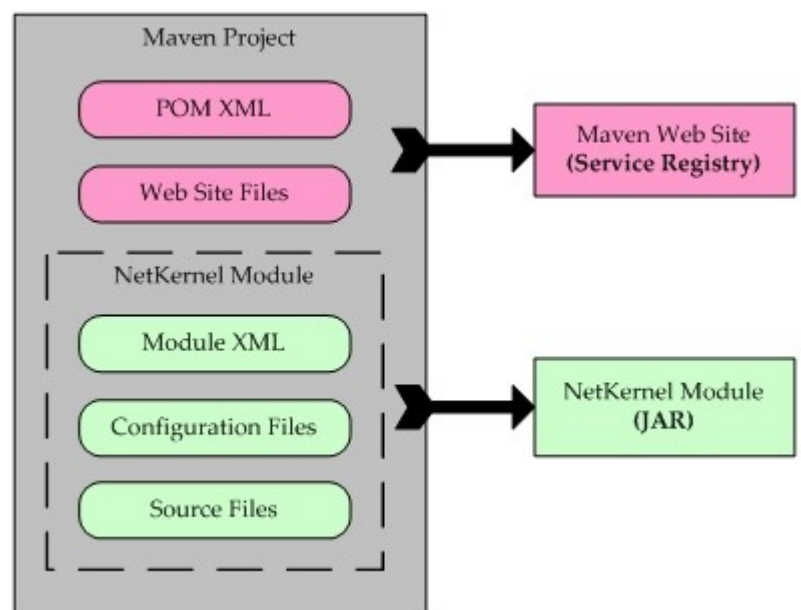 Maven Project
POM XML
Web Site Files
NetKernel Module
Module XML
Configuration Files
Source Files
Maven Web Site
(Service Registry)
NetKernel Module
(JAR)